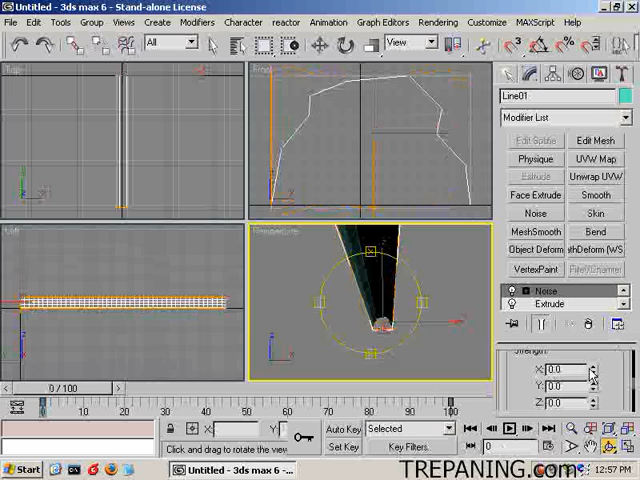 Untitled - 3ds max 6 - Stand-alone License
File Edit Tools Group Views Create Modifiers Character reactor Animation Graph Editors Rendering Customize MAXScript Help
All
View
Top
Front
Left
Perspective
Line01
Modifier List
Edit Spline Edit Mesh
Physique UVW Map
Extrude Unwrap UVW
Face Extrude Smooth
Noise Skin
MeshSmooth Bend
Object Deform thDeform (WS
VertexPaint
Noise
Extrude
Strength:
X: 0.0
Y: 0.0
Z: 0.0
0 / 100
0 10 20 30 40 50 60 70 80 90 100
X: Y:
Auto Key Selected
Set Key Key Filters...
0
Click and drag to rotate the view
TREPANING.com
Start
Untitled - 3ds max 6 -...
12:57 PM